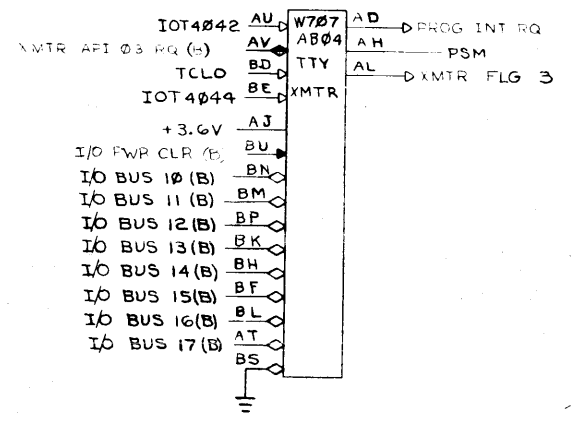 IOT4Ø42 AU W7Ø7 AD PROG INT RQ
XMTR API Ø3 RQ (B) AV ABØ4 AH PSM
TCLO BD TTY AL XMTR FLG 3
IOT4Ø44 BE XMTR
+3.6V AJ
I/O PWR CLR (B) BU
I/O BUS 1Ø (B) BN
I/O BUS 11 (B) BM
I/O BUS 12 (B) BP
I/O BUS 13 (B) BK
I/O BUS 14 (B) BH
I/O BUS 15(B) BF
I/O BUS 16(B) BL
I/O BUS 17(B) AT
BS